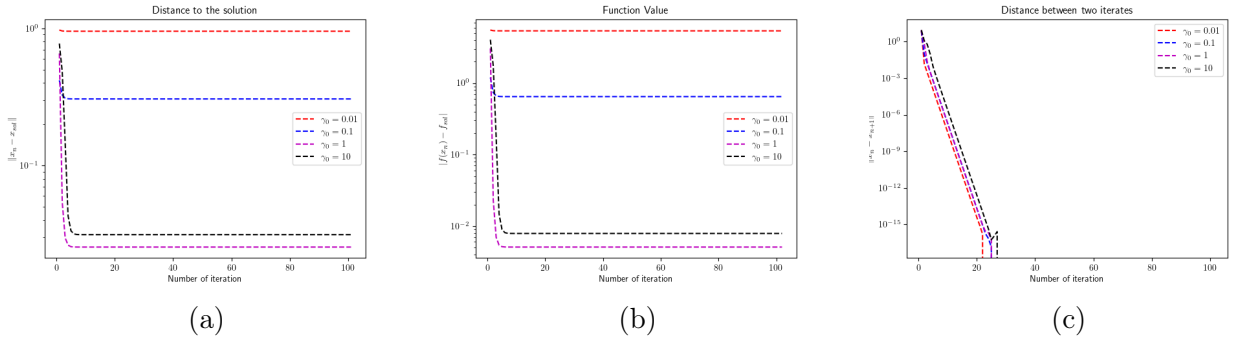 Distance to the solution
‖x_n − x_sol‖
10^0
10^−1
0
20
40
60
80
100
Number of iteration
γ_0 = 0.01
γ_0 = 0.1
γ_0 = 1
γ_0 = 10
(a)
Function Value
|f(x_n) − f_sol|
10^0
10^−1
10^−2
0
20
40
60
80
100
Number of iteration
γ_0 = 0.01
γ_0 = 0.1
γ_0 = 1
γ_0 = 10
(b)
Distance between two iterates
‖x_n − x_{n+1}‖
10^0
10^−3
10^−6
10^−9
10^−12
10^−15
0
20
40
60
80
100
Number of iteration
γ_0 = 0.01
γ_0 = 0.1
γ_0 = 1
γ_0 = 10
(c)